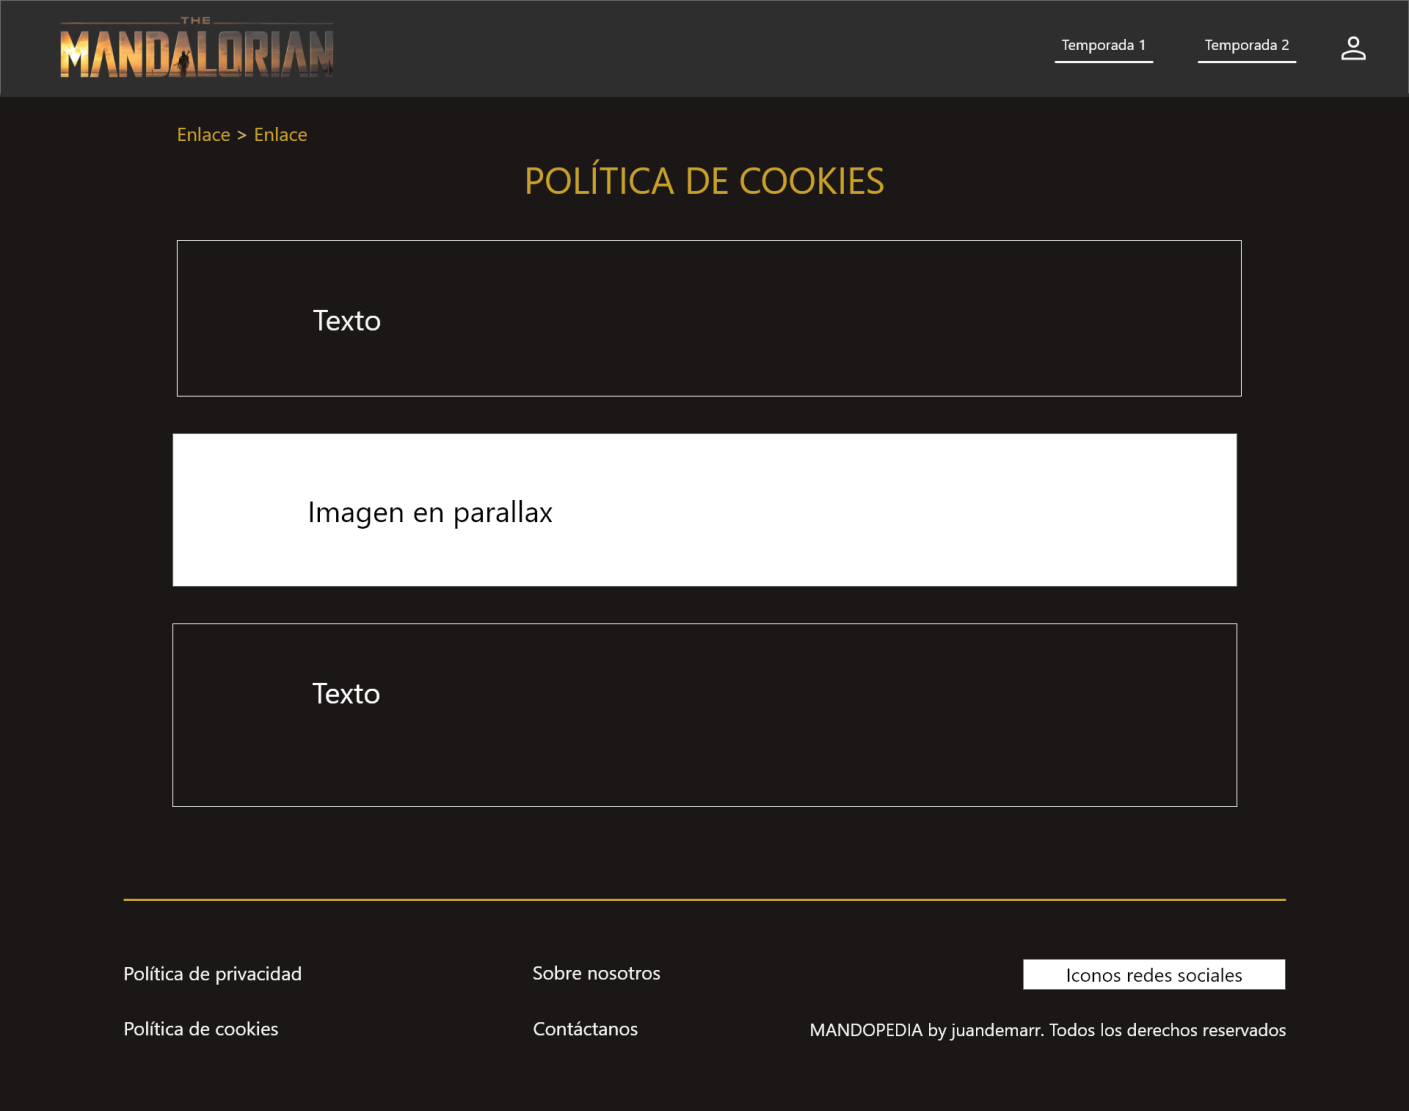 THE
MANDALORIAN
Temporada 1
Temporada 2
Enlace > Enlace
POLÍTICA DE COOKIES
Texto
Imagen en parallax
Texto
Política de privacidad
Sobre nosotros
Iconos redes sociales
Política de cookies
Contáctanos
MANDOPEDIA by juandemarr. Todos los derechos reservados